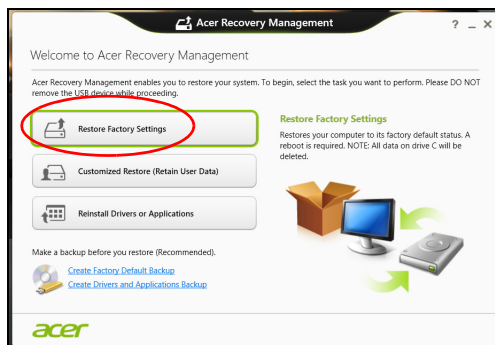 Acer Recovery Management
? _ X
Welcome to Acer Recovery Management
Acer Recovery Management enables you to restore your system. To begin, select the task you want to perform. Please DO NOT
remove the USB device while proceeding.
Restore Factory Settings
Customized Restore (Retain User Data)
Reinstall Drivers or Applications
Restore Factory Settings
Restores your computer to its factory default status. A
reboot is required. NOTE: All data on drive C will be
deleted.
Make a backup before you restore (Recommended).
Create Factory Default Backup
Create Drivers and Applications Backup
acer